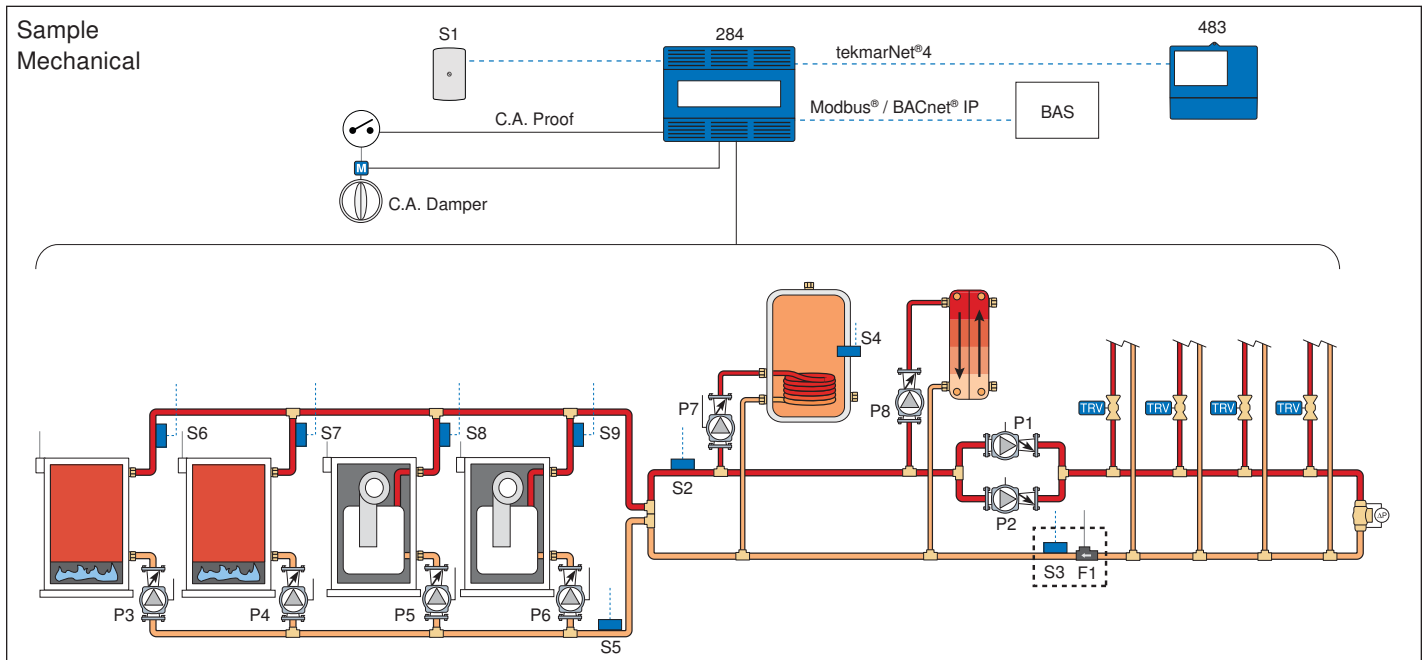 Sample
Mechanical
S1
284
483
tekmarNet®4
Modbus® / BACnet® IP
BAS
C.A. Proof
M
C.A. Damper
S4
P7
P8
S6
S7
S8
S9
P1
TRV
TRV
TRV
TRV
S2
P2
ΔP
S3
F1
P3
P4
P5
P6
S5